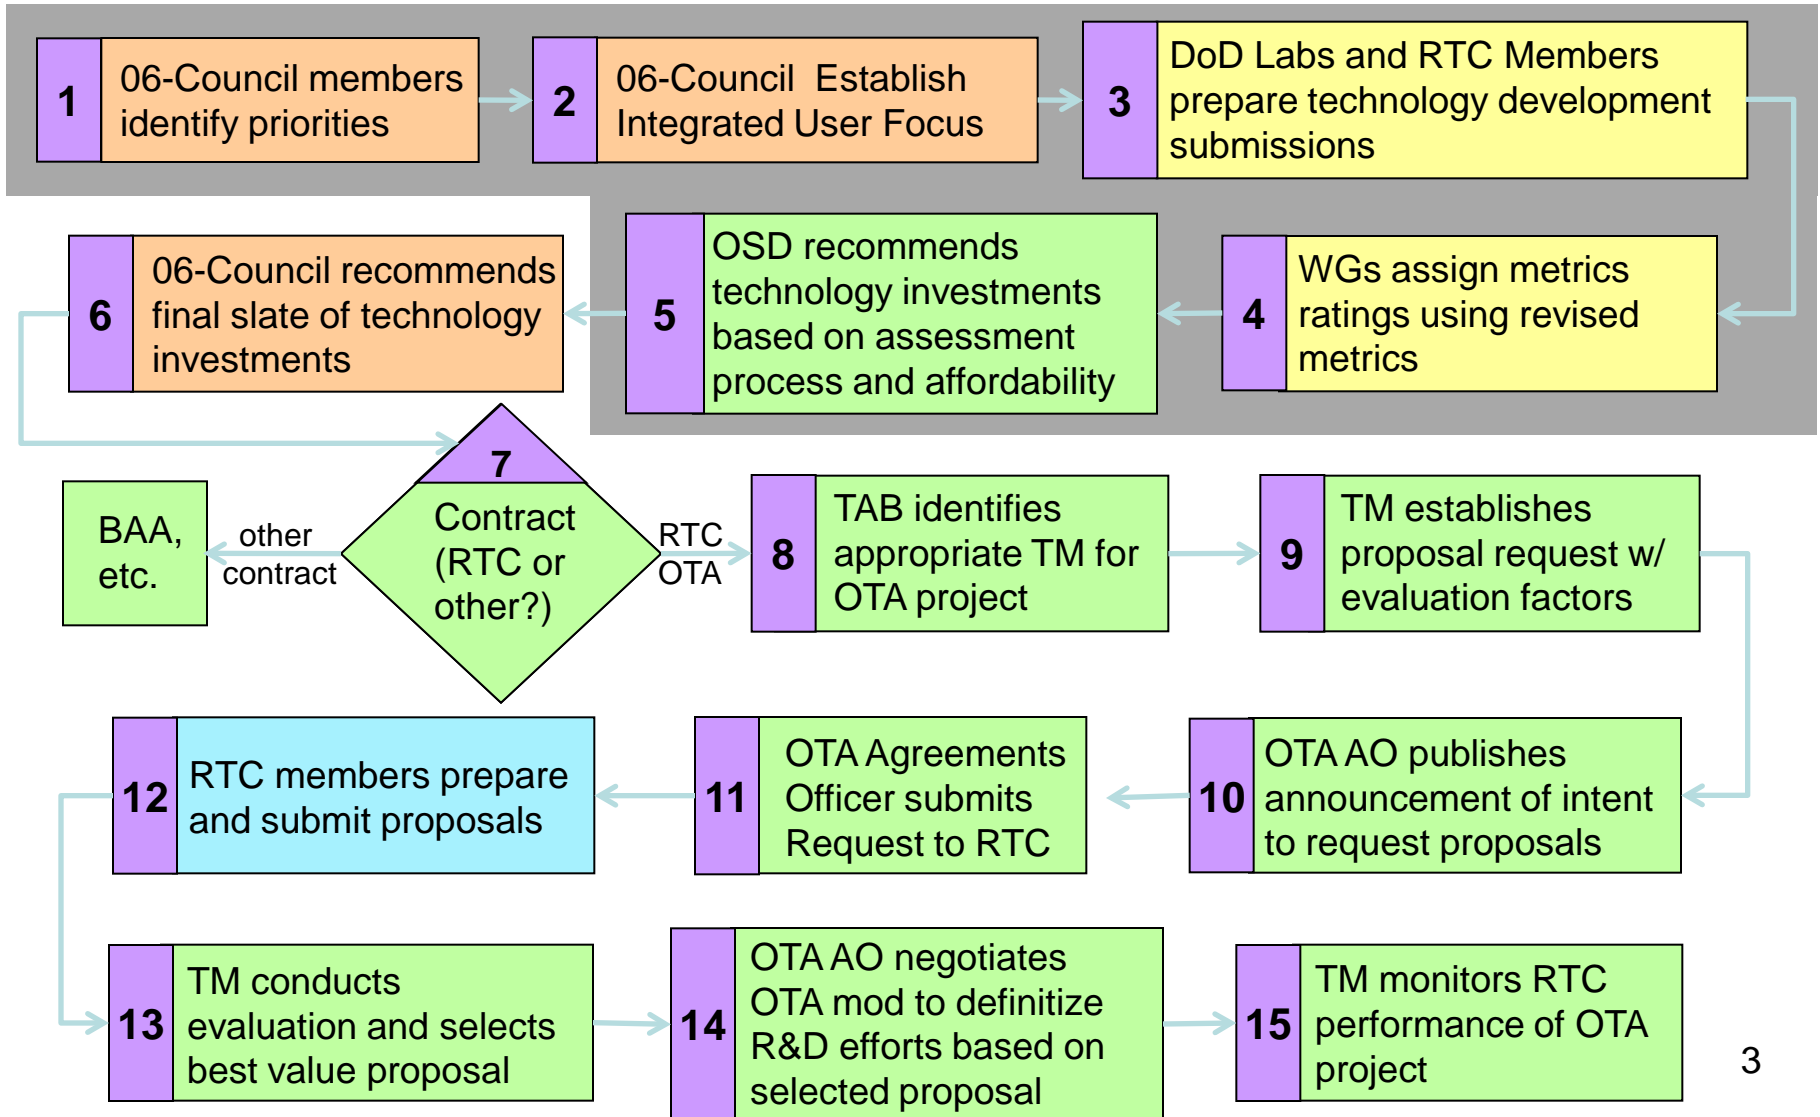 1
06-Council members
identify priorities
2
06-Council Establish
Integrated User Focus
3
DoD Labs and RTC Members
prepare technology development
submissions
4
WGs assign metrics
ratings using revised
metrics
5
OSD recommends
technology investments
based on assessment
process and affordability
6
06-Council recommends
final slate of technology
investments
7
Contract
(RTC or
other?)
other
contract
BAA,
etc.
RTC
OTA
8
TAB identifies
appropriate TM for
OTA project
9
TM establishes
proposal request w/
evaluation factors
10
OTA AO publishes
announcement of intent
to request proposals
11
OTA Agreements
Officer submits
Request to RTC
12
RTC members prepare
and submit proposals
13
TM conducts
evaluation and selects
best value proposal
14
OTA AO negotiates
OTA mod to definitize
R&D efforts based on
selected proposal
15
TM monitors RTC
performance of OTA
project
3